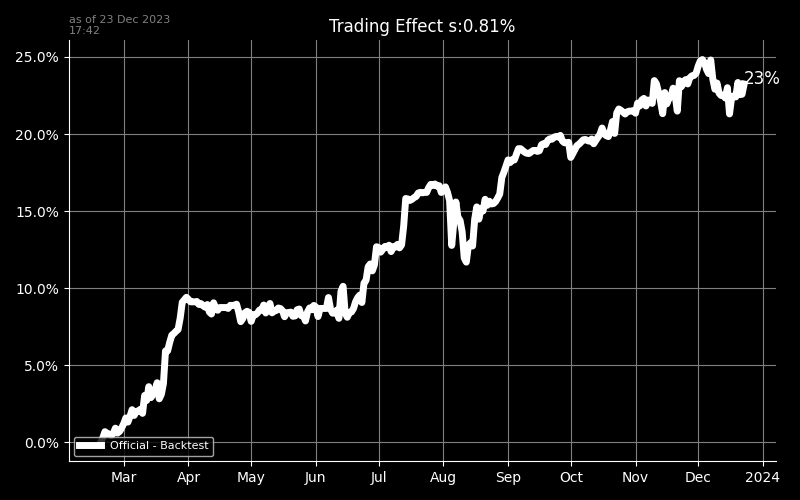 as of 23 Dec 2023
17:42
Trading Effect s:0.81%
25.0%
23%
20.0%
15.0%
10.0%
5.0%
0.0%
Official - Backtest
Mar Apr May Jun Jul Aug Sep Oct Nov Dec 2024